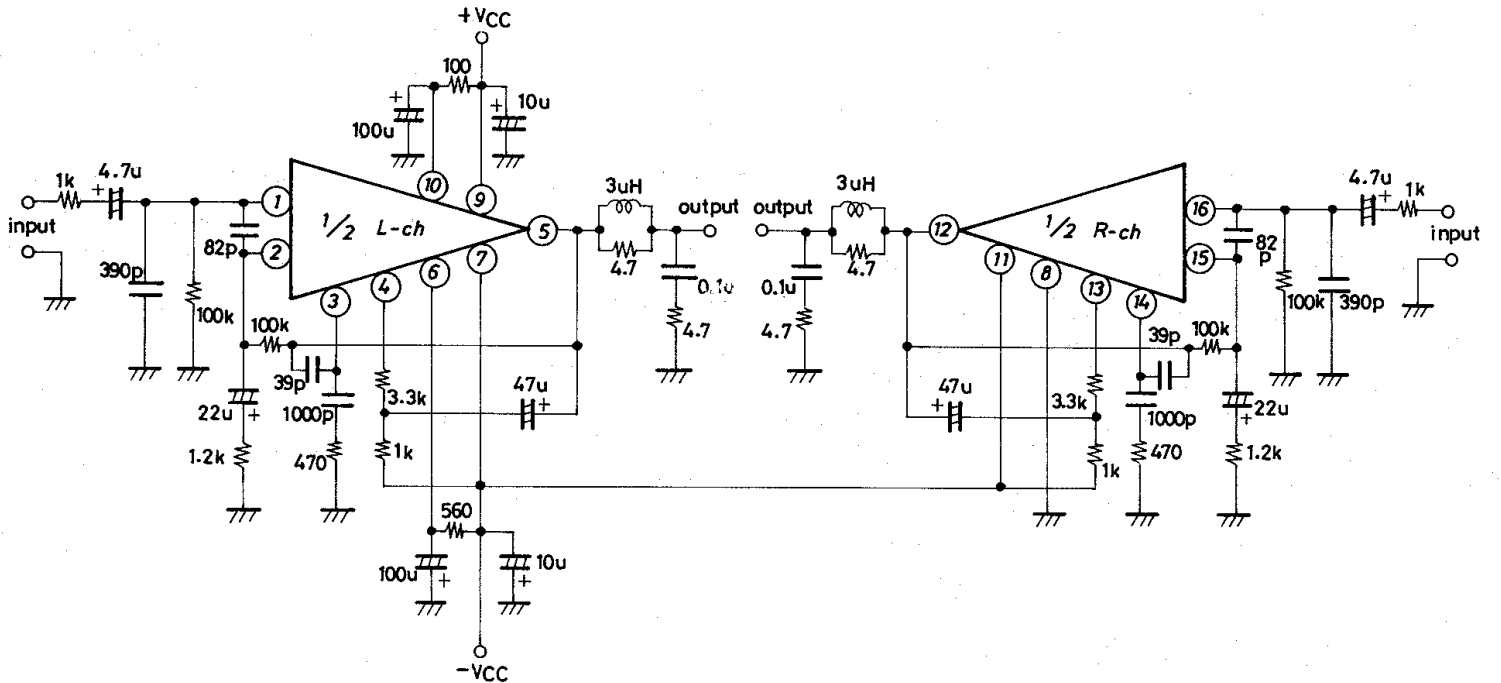 +VCC
100
100u
+
+
10u
10
9
1k
4.7u
+
input
1
2
82p
390p
100k
1/2 L-ch
5
3
4
6
7
3uH
4.7
output
0.1u
4.7
100k
39p
1000p
22u
+
1.2k
470
3.3k
1k
47u
+
560
100u
+
10u
+
-VCC
output
3uH
4.7
0.1u
4.7
12
1/2 R-ch
11
8
13
14
16
15
82
p
4.7u
+
1k
input
100k
390p
39p
100k
47u
+
3.3k
1000p
22u
+
1k
470
1.2k